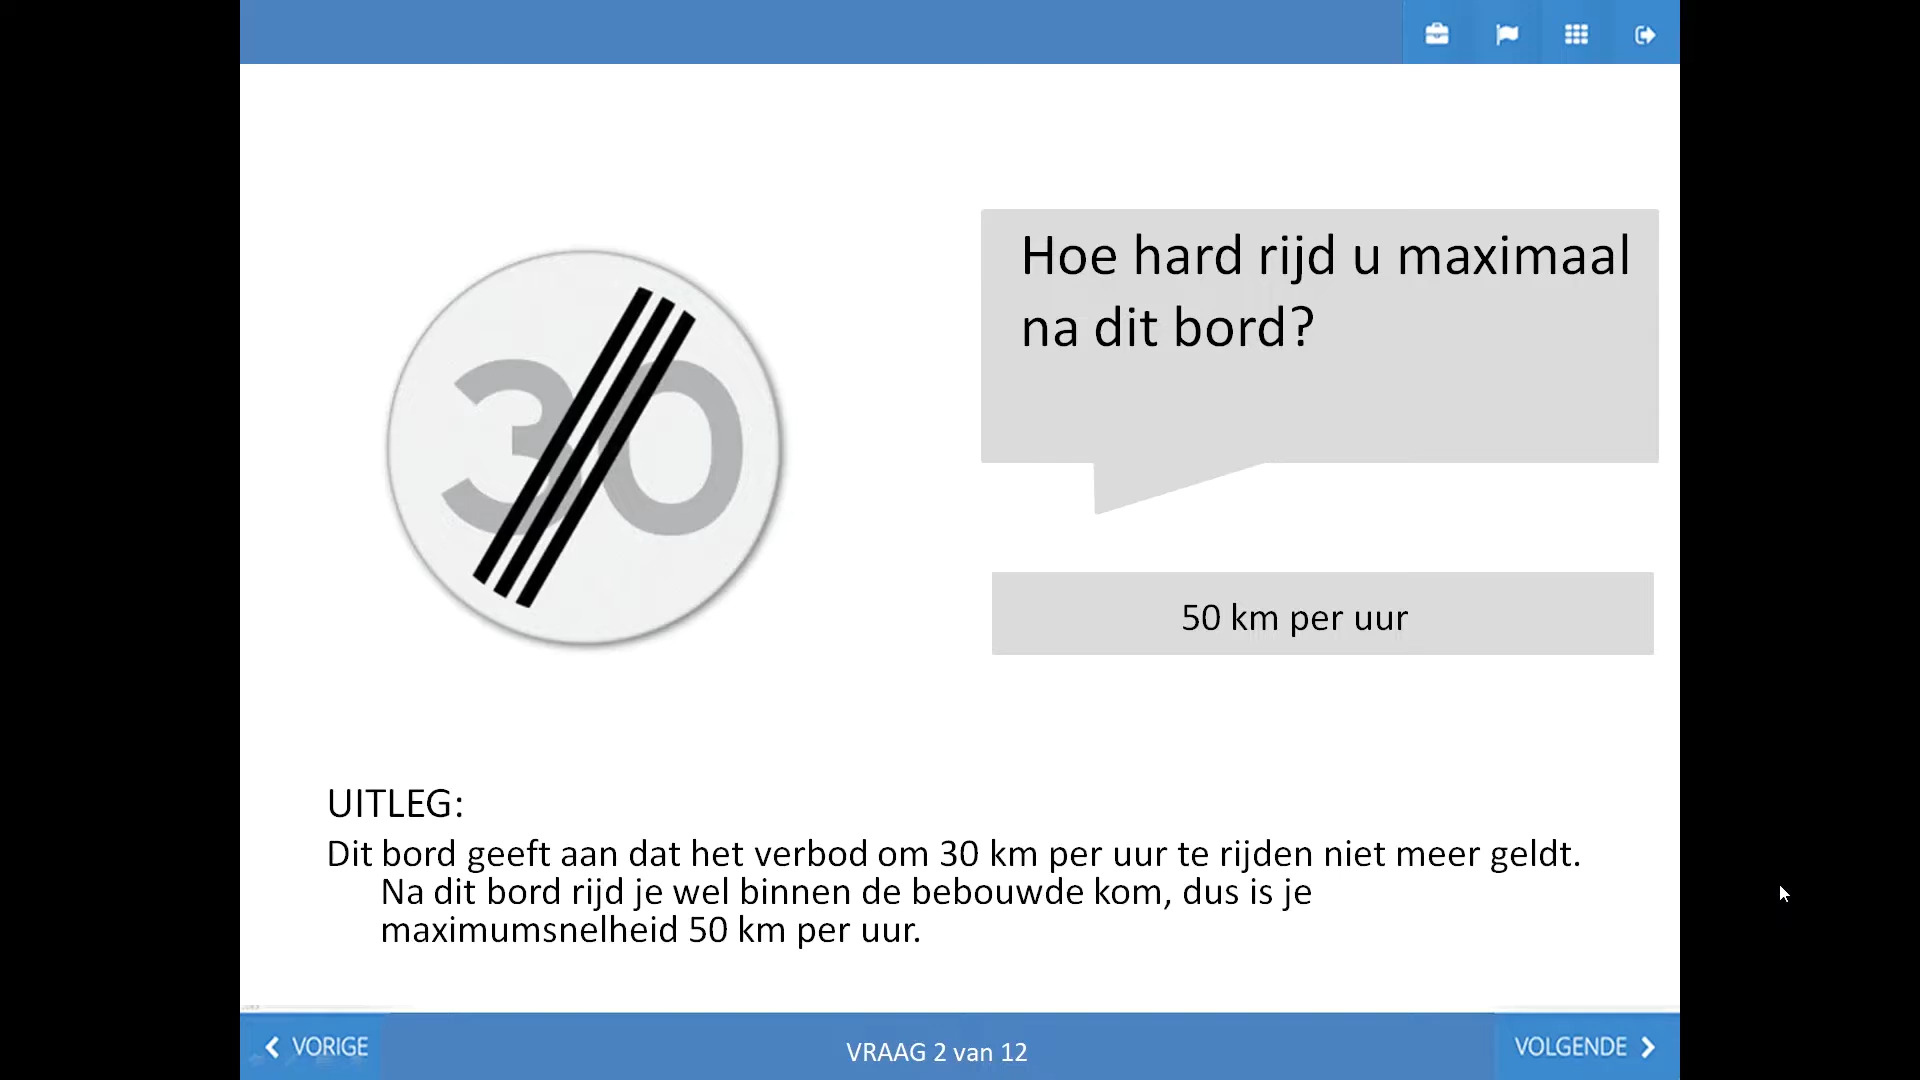 30
Hoe hard rijd u maximaal
na dit bord?
50 km per uur
UITLEG:
Dit bord geeft aan dat het verbod om 30 km per uur te rijden niet meer geldt.
Na dit bord rijd je wel binnen de bebouwde kom, dus is je
maximumsnelheid 50 km per uur.
VORIGE
VRAAG 2 van 12
VOLGENDE